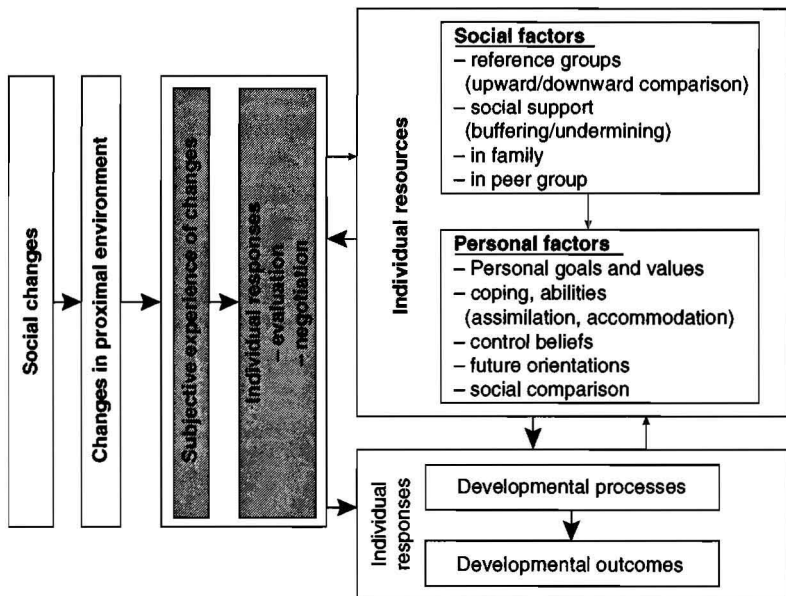 Social changes
Changes in proximal environment
Subjective experience of changes
Individual responses
– evaluation
– negotiation
Individual resources
Social factors
– reference groups
(upward/downward comparison)
– social support
(buffering/undermining)
– in family
– in peer group
Personal factors
– Personal goals and values
– coping, abilities
(assimilation, accommodation)
– control beliefs
– future orientations
– social comparison
Individual
responses
Developmental processes
Developmental outcomes